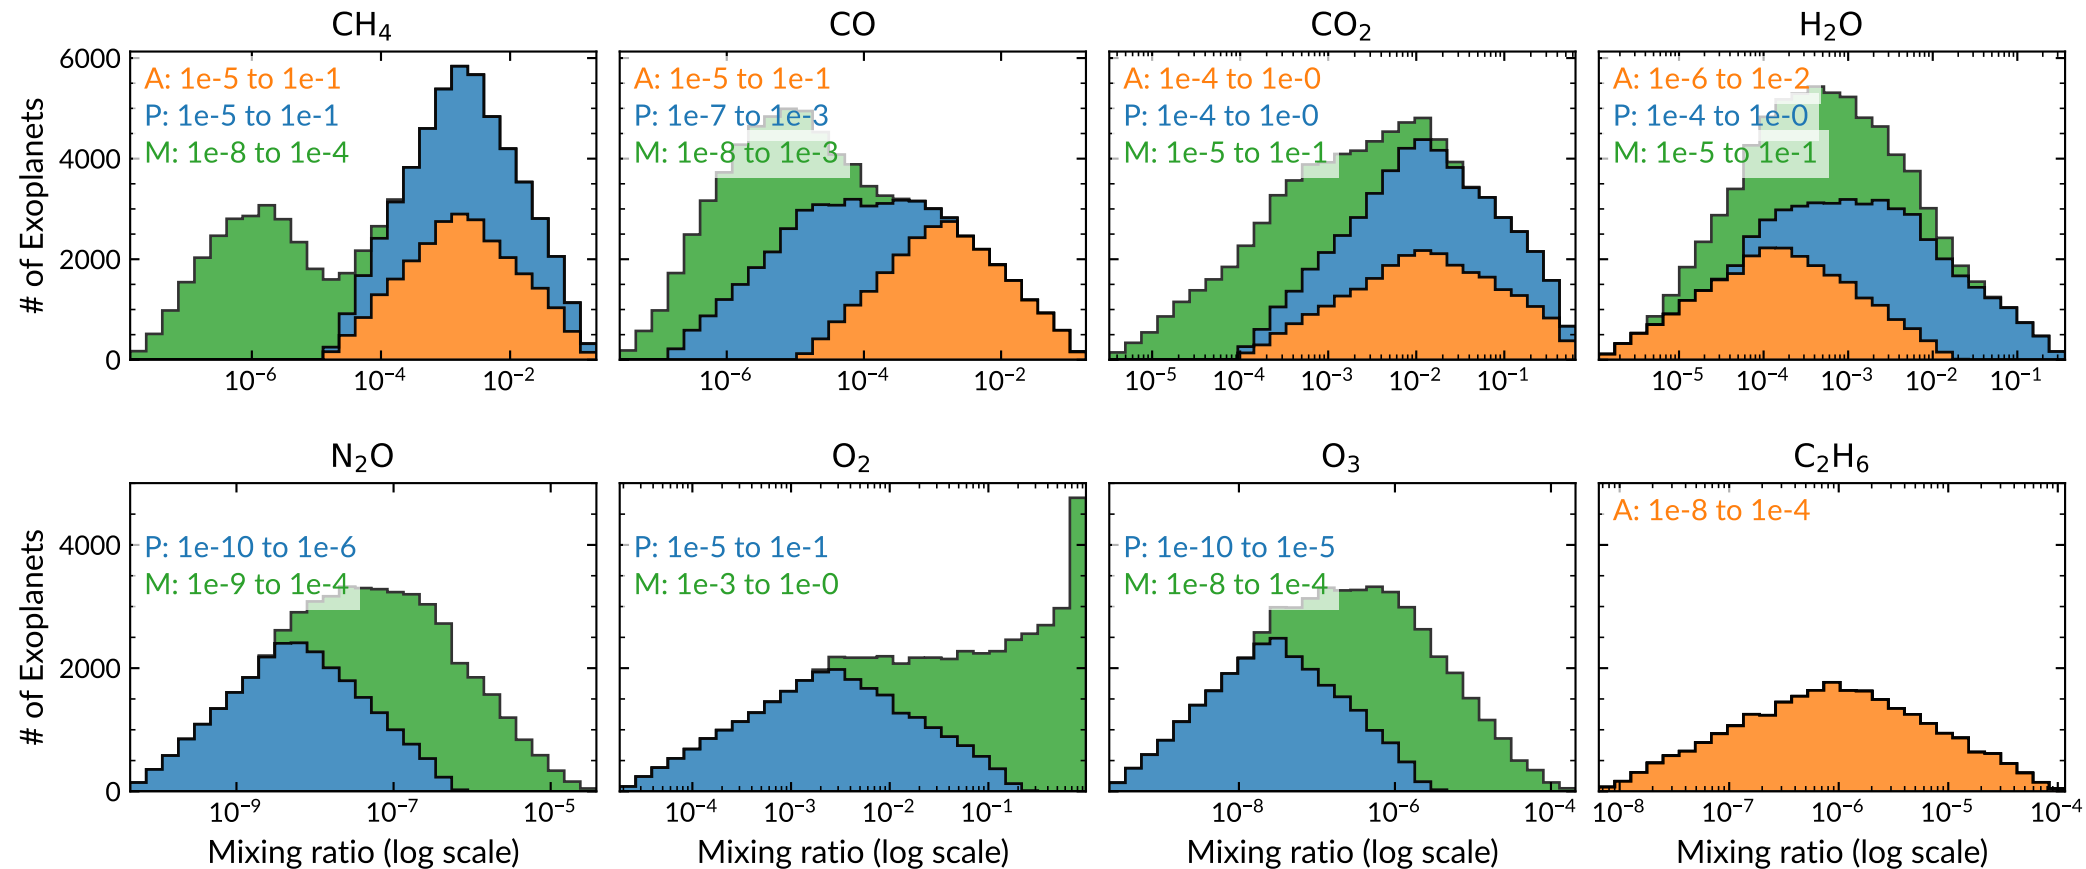 CH₄
CO
CO₂
H₂O
# of Exoplanets
6000
4000
2000
0
A: 1e-5 to 1e-1
P: 1e-5 to 1e-1
M: 1e-8 to 1e-4
10⁻⁶ 10⁻⁴ 10⁻²
A: 1e-5 to 1e-1
P: 1e-7 to 1e-3
M: 1e-8 to 1e-3
10⁻⁶ 10⁻⁴ 10⁻²
A: 1e-4 to 1e-0
P: 1e-4 to 1e-0
M: 1e-5 to 1e-1
10⁻⁵ 10⁻⁴ 10⁻³ 10⁻² 10⁻¹
A: 1e-6 to 1e-2
P: 1e-4 to 1e-0
M: 1e-5 to 1e-1
10⁻⁵ 10⁻⁴ 10⁻³ 10⁻² 10⁻¹
N₂O
O₂
O₃
C₂H₆
# of Exoplanets
4000
2000
0
P: 1e-10 to 1e-6
M: 1e-9 to 1e-4
10⁻⁹ 10⁻⁷ 10⁻⁵
Mixing ratio (log scale)
P: 1e-5 to 1e-1
M: 1e-3 to 1e-0
10⁻⁴ 10⁻³ 10⁻² 10⁻¹
Mixing ratio (log scale)
P: 1e-10 to 1e-5
M: 1e-8 to 1e-4
10⁻⁸ 10⁻⁶ 10⁻⁴
Mixing ratio (log scale)
A: 1e-8 to 1e-4
10⁻⁸ 10⁻⁷ 10⁻⁶ 10⁻⁵ 10⁻⁴
Mixing ratio (log scale)